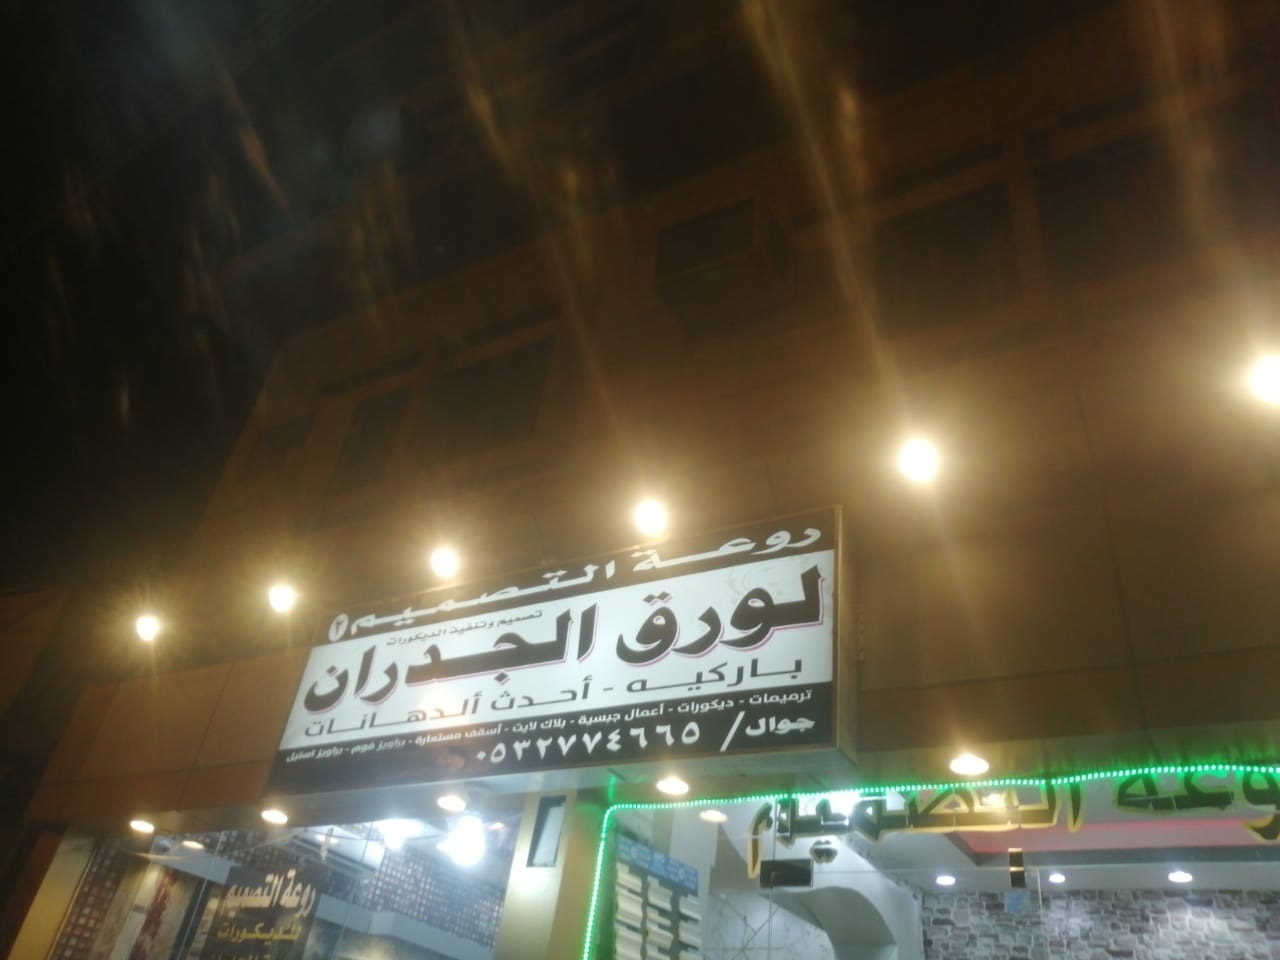 روعة التصميم ٢
تصميم وتنفيذ الديكورات
لورق الجدران
باركيه - أحدث ألدهانات
ترميمات - ديكورات - أعمال جبسية - بلاك لايت - أسقف مستعارة - براويز فوم - براويز استيل
جوال / ٠٥٣٢٧٧٤٦٦٥
روعة التصميم
روعة التصميم
للديكورات